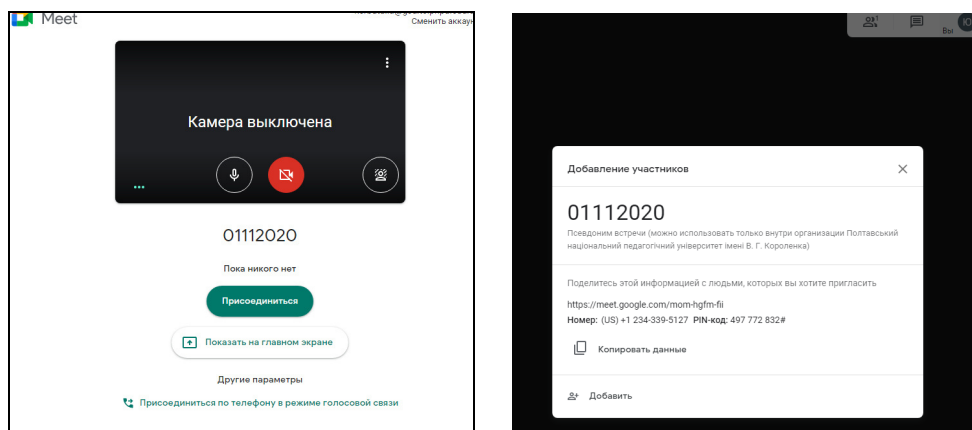 Meet
Сменить аккаун
Камера выключена
01112020
Пока никого нет
Присоединиться
Показать на главном экране
Другие параметры
Присоединиться по телефону в режиме голосовой связи
1
Вы
Ю
Добавление участников
01112020
Псевдоним встречи (можно использовать только внутри организации Полтавський
національний педагогічний університет імені В. Г. Короленка)
Поделитесь этой информацией с людьми, которых вы хотите пригласить
https://meet.google.com/mom-hgfm-fii
Номер: (US) +1 234-339-5127 PIN-код: 497 772 832#
Копировать данные
Добавить